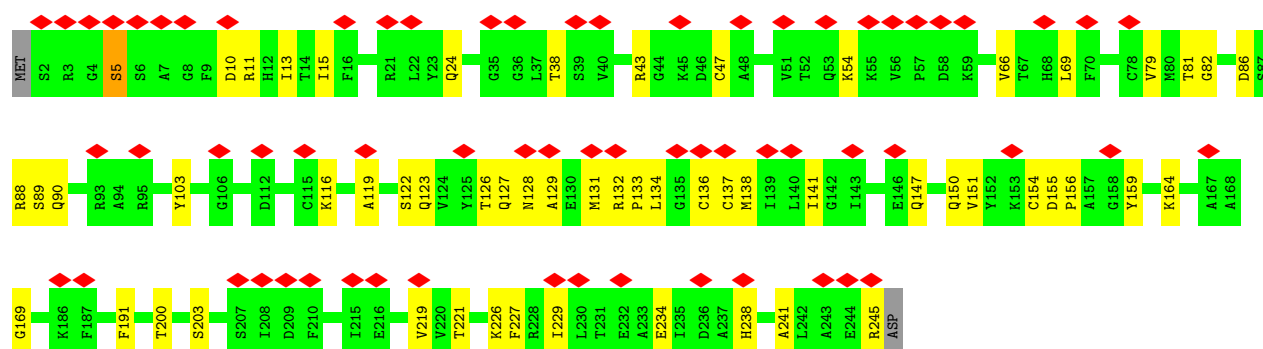 MET S2 R3 G4 S5 S6 A7 G8 F9 D10 R11 H12 I13 T14 I15 F16 R21 L22 Y23 Q24 G35 G36 L37 T38 S39 V40 R43 G44 K45 D46 C47 A48 V51 T52 Q53 K54 K55 V56 P57 D58 K59 V66 T67 H68 L69 F70 C78 V79 M80 T81 G82 D86 S87
R88 S89 Q90 R93 A94 R95 Y103 G106 D112 C115 K116 A119 S122 Q123 V124 Y125 T126 Q127 N128 A129 E130 M131 R132 P133 L134 G135 C136 C137 M138 I139 L140 I141 G142 I143 E146 Q147 Q150 V151 Y152 K153 C154 D155 P156 A157 G158 Y159 K164 A167 A168
G169 K186 F187 F191 T200 S203 S207 I208 D209 F210 I215 E216 V219 V220 T221 K226 F227 R228 I229 L230 T231 E232 A233 E234 I235 D236 A237 H238 A241 L242 A243 E244 R245 ASP